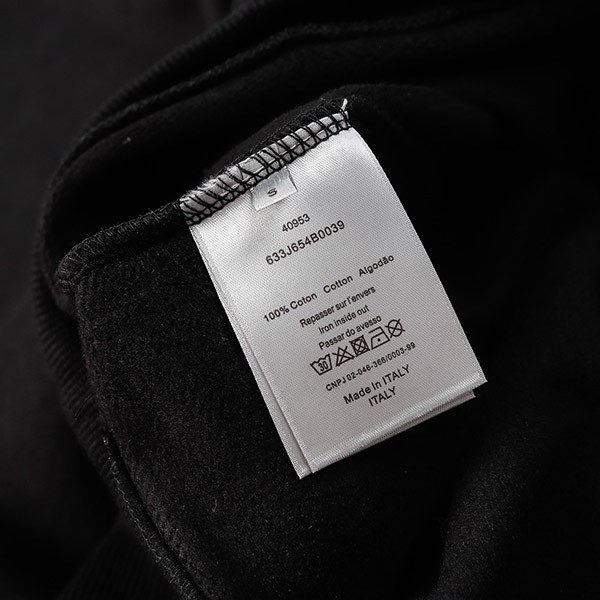 S
40953
633J654B0039
100% Coton Cotton Algodão
Repasser sur l'envers
Iron inside out
Passar do avesso
30
CNPJ 02-046-366/0003-99
Made In ITALY
ITALY